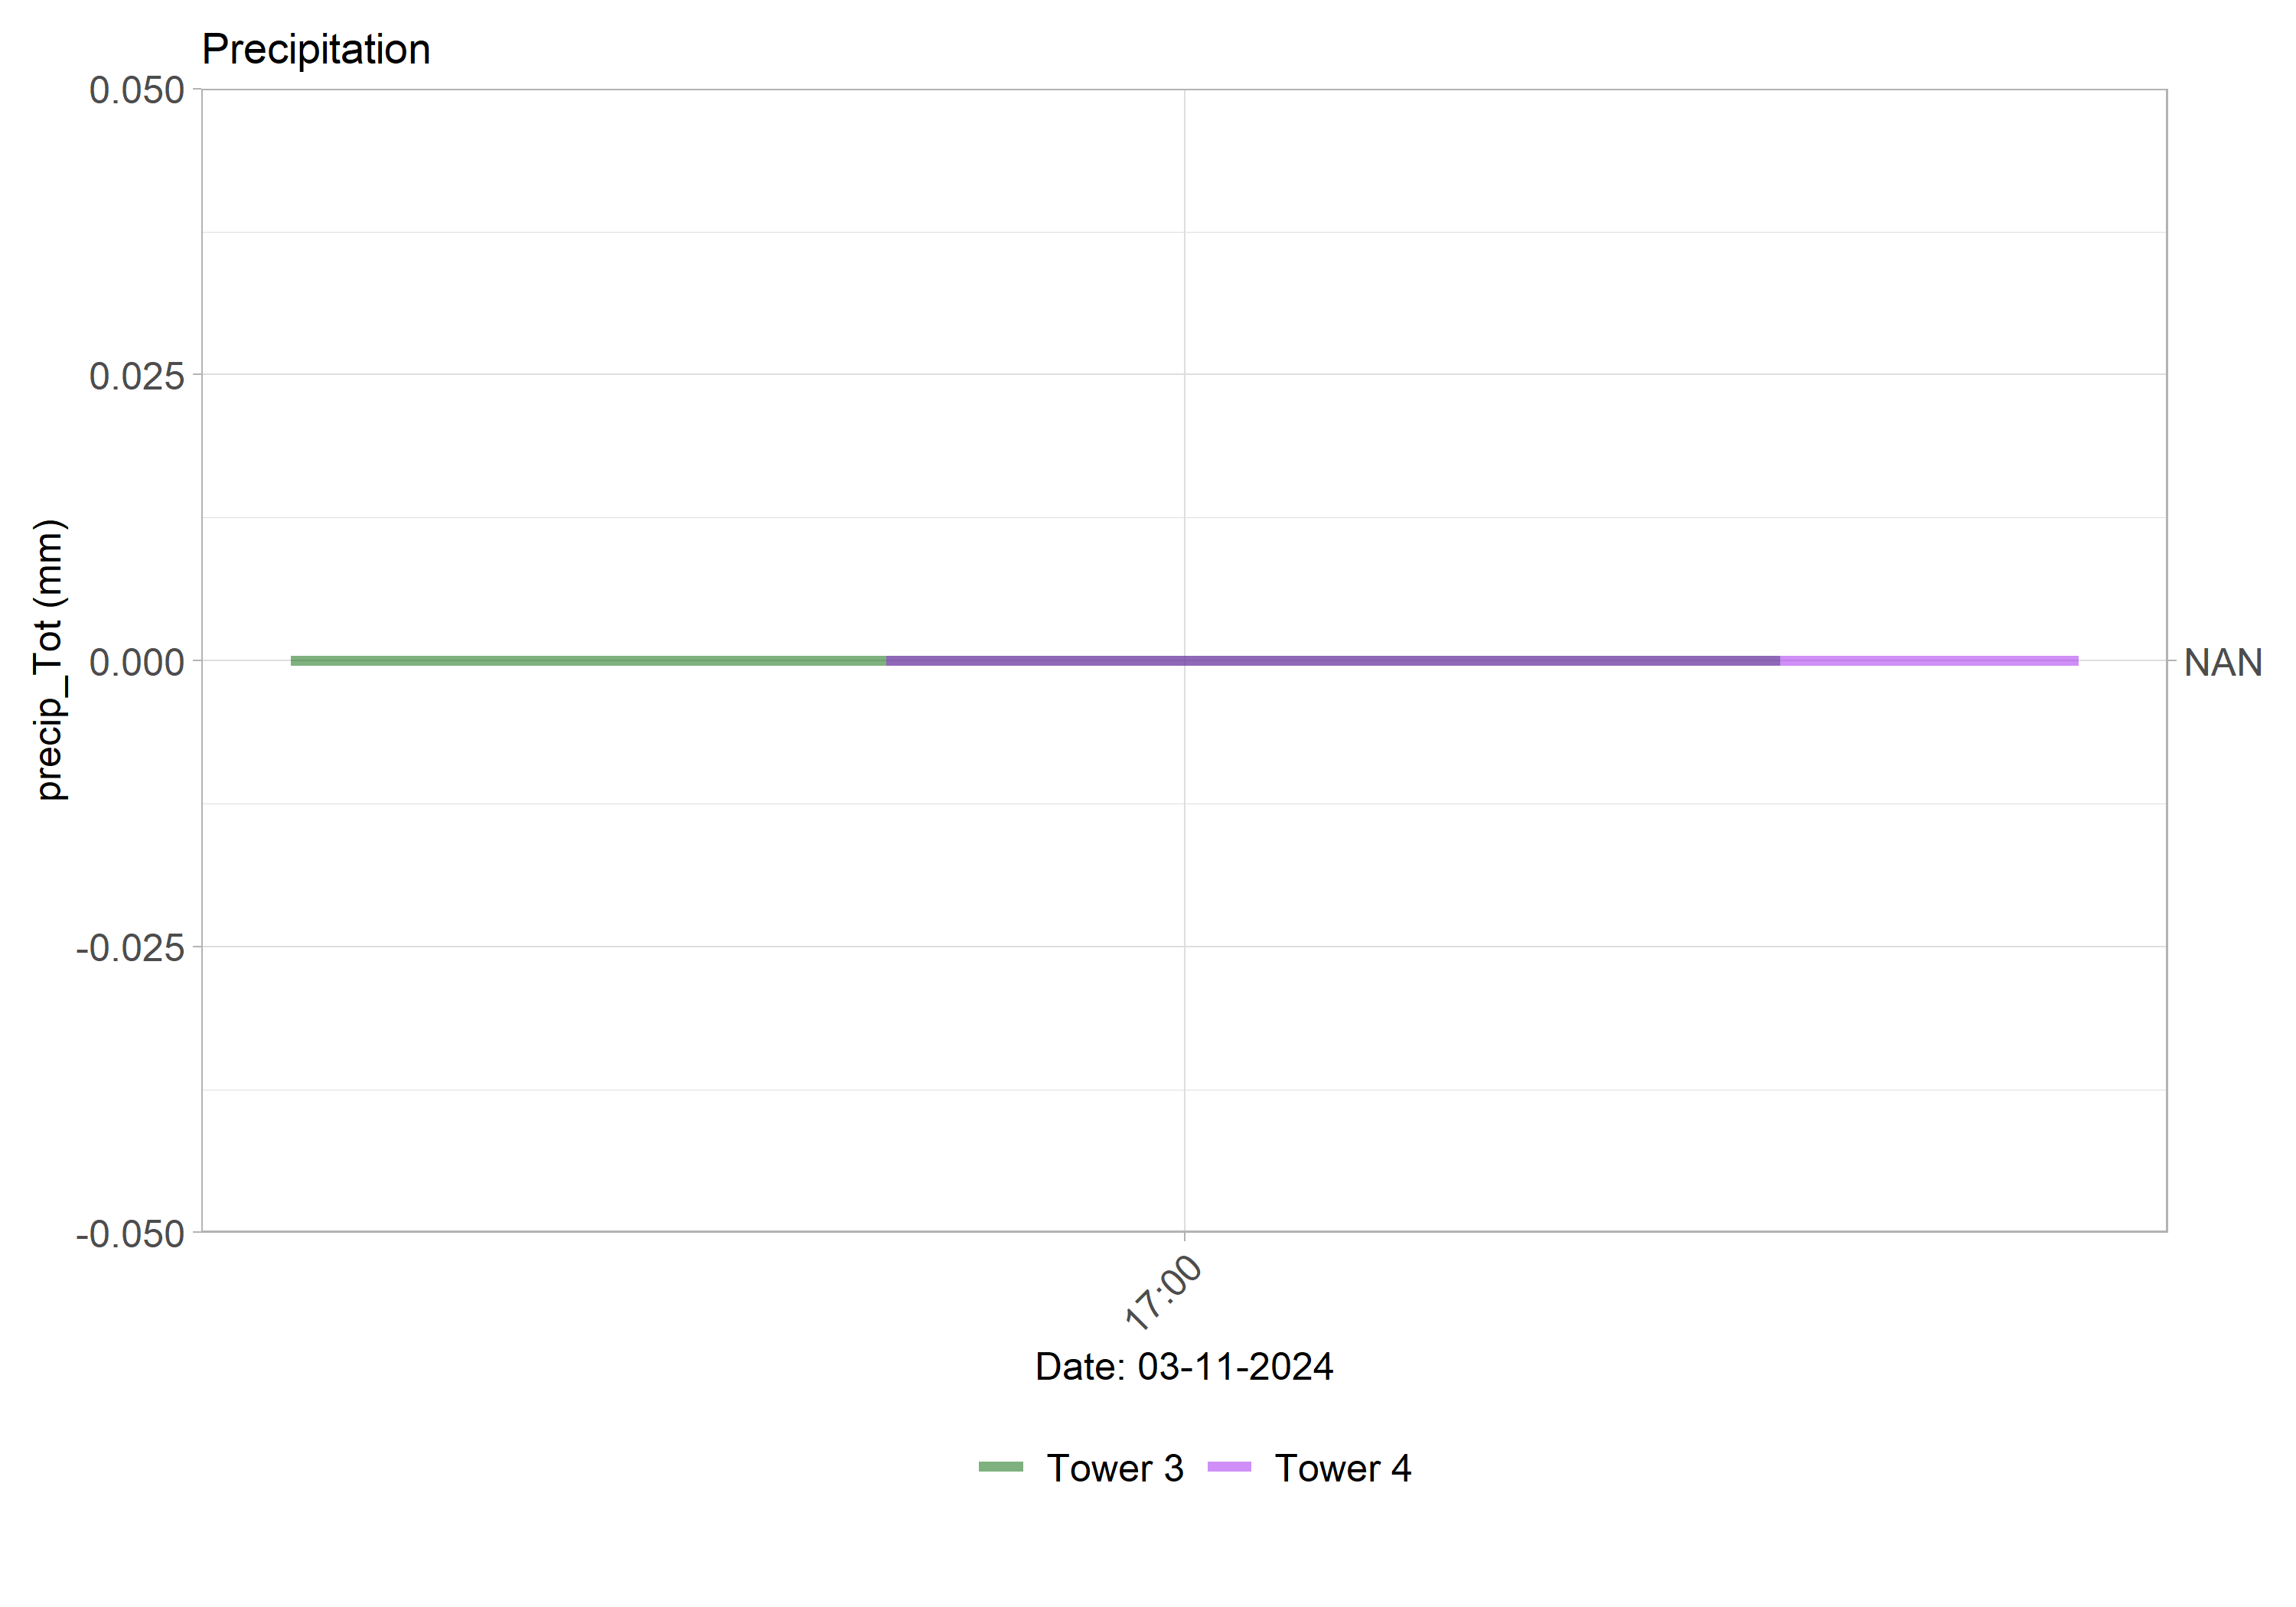 Precipitation
0.050
0.025
0.000
-0.025
-0.050
precip_Tot (mm)
NAN
17:00
Date: 03-11-2024
Tower 3 Tower 4